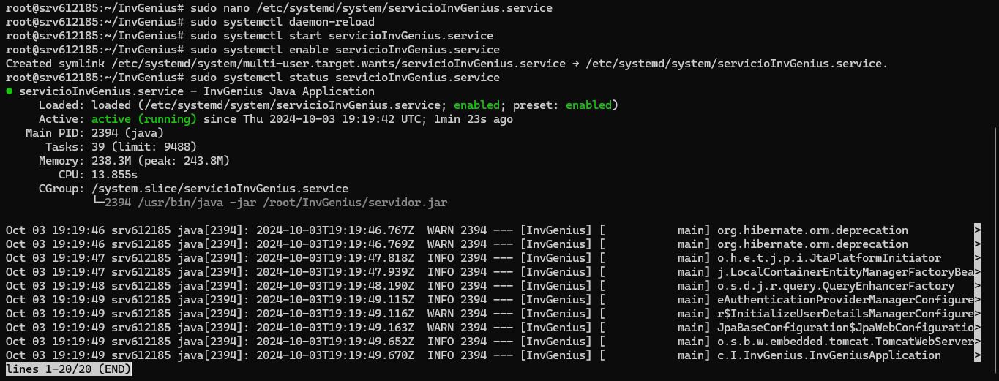 root@srv612185:~/InvGenius# sudo nano /etc/systemd/system/servicioInvGenius.service
root@srv612185:~/InvGenius# sudo systemctl daemon-reload
root@srv612185:~/InvGenius# sudo systemctl start servicioInvGenius.service
root@srv612185:~/InvGenius# sudo systemctl enable servicioInvGenius.service
Created symlink /etc/systemd/system/multi-user.target.wants/servicioInvGenius.service → /etc/systemd/system/servicioInvGenius.service.
root@srv612185:~/InvGenius# sudo systemctl status servicioInvGenius.service
● servicioInvGenius.service - InvGenius Java Application
     Loaded: loaded (/etc/systemd/system/servicioInvGenius.service; enabled; preset: enabled)
     Active: active (running) since Thu 2024-10-03 19:19:42 UTC; 1min 23s ago
   Main PID: 2394 (java)
      Tasks: 39 (limit: 9488)
     Memory: 238.3M (peak: 243.8M)
        CPU: 13.855s
     CGroup: /system.slice/servicioInvGenius.service
             └─2394 /usr/bin/java -jar /root/InvGenius/servidor.jar
Oct 03 19:19:46 srv612185 java[2394]: 2024-10-03T19:19:46.767Z  WARN 2394 --- [InvGenius] [           main] org.hibernate.orm.deprecation          >
Oct 03 19:19:46 srv612185 java[2394]: 2024-10-03T19:19:46.769Z  WARN 2394 --- [InvGenius] [           main] org.hibernate.orm.deprecation          >
Oct 03 19:19:47 srv612185 java[2394]: 2024-10-03T19:19:47.818Z  INFO 2394 --- [InvGenius] [           main] o.h.e.t.j.p.i.JtaPlatformInitiator     >
Oct 03 19:19:47 srv612185 java[2394]: 2024-10-03T19:19:47.939Z  INFO 2394 --- [InvGenius] [           main] j.LocalContainerEntityManagerFactoryBea>
Oct 03 19:19:48 srv612185 java[2394]: 2024-10-03T19:19:48.190Z  INFO 2394 --- [InvGenius] [           main] o.s.d.j.r.query.QueryEnhancerFactory   >
Oct 03 19:19:49 srv612185 java[2394]: 2024-10-03T19:19:49.115Z  INFO 2394 --- [InvGenius] [           main] eAuthenticationProviderManagerConfigure>
Oct 03 19:19:49 srv612185 java[2394]: 2024-10-03T19:19:49.116Z  WARN 2394 --- [InvGenius] [           main] r$InitializeUserDetailsManagerConfigure>
Oct 03 19:19:49 srv612185 java[2394]: 2024-10-03T19:19:49.163Z  WARN 2394 --- [InvGenius] [           main] JpaBaseConfiguration$JpaWebConfiguratio>
Oct 03 19:19:49 srv612185 java[2394]: 2024-10-03T19:19:49.652Z  INFO 2394 --- [InvGenius] [           main] o.s.b.w.embedded.tomcat.TomcatWebServer>
Oct 03 19:19:49 srv612185 java[2394]: 2024-10-03T19:19:49.670Z  INFO 2394 --- [InvGenius] [           main] c.I.InvGenius.InvGeniusApplication     >
lines 1-20/20 (END)